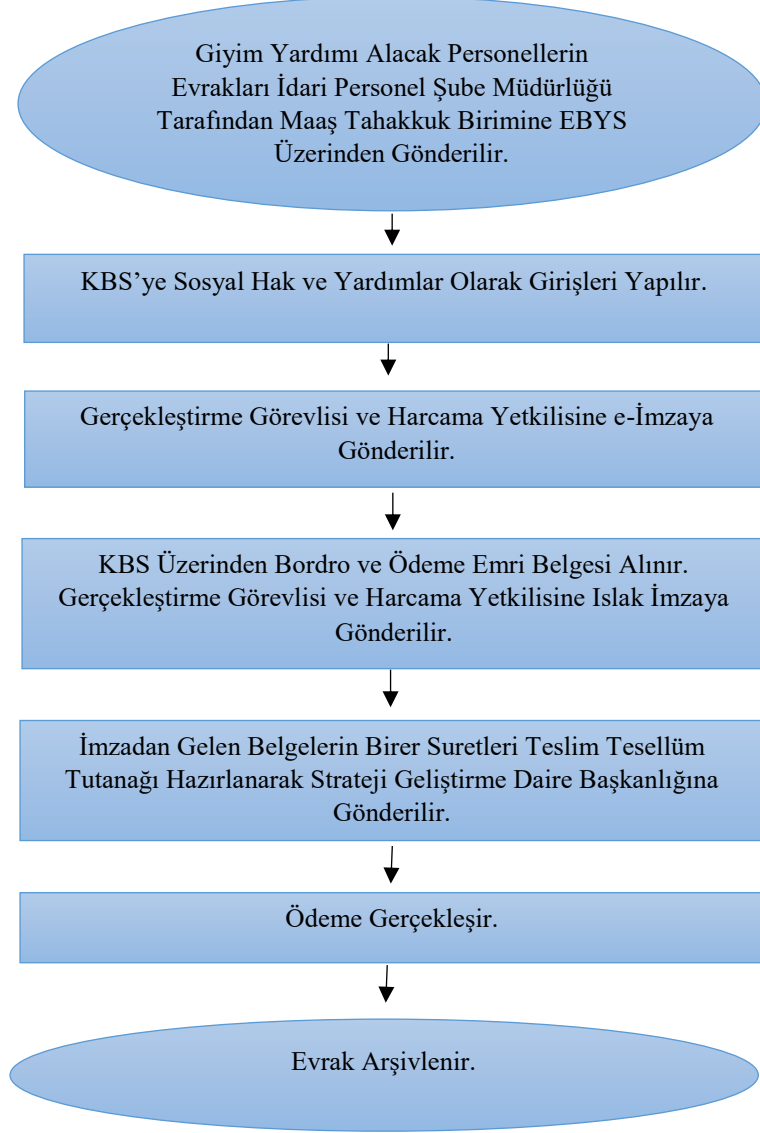 Giyim Yardımı Alacak Personellerin
Evrakları İdari Personel Şube Müdürlüğü
Tarafından Maaş Tahakkuk Birimine EBYS
Üzerinden Gönderilir.
KBS’ye Sosyal Hak ve Yardımlar Olarak Girişleri Yapılır.
Gerçekleştirme Görevlisi ve Harcama Yetkilisine e-İmzaya
Gönderilir.
KBS Üzerinden Bordro ve Ödeme Emri Belgesi Alınır.
Gerçekleştirme Görevlisi ve Harcama Yetkilisine Islak İmzaya
Gönderilir.
İmzadan Gelen Belgelerin Birer Suretleri Teslim Tesellüm
Tutanağı Hazırlanarak Strateji Geliştirme Daire Başkanlığına
Gönderilir.
Ödeme Gerçekleşir.
Evrak Arşivlenir.